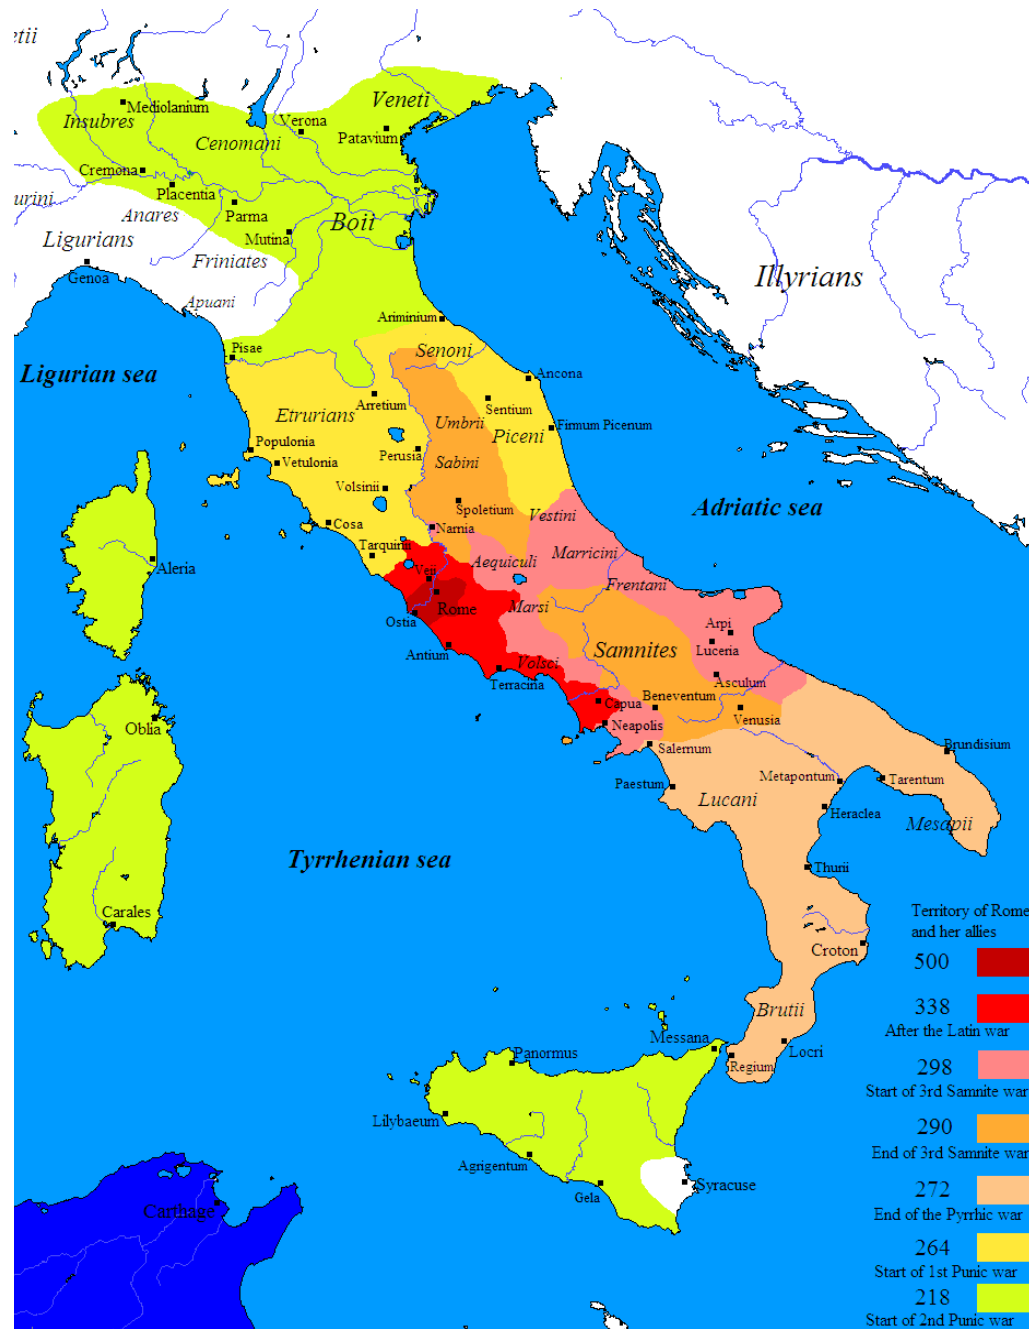 etii
Mediolanium
Insubres
Veneti
Verona
Patavium
Cenomani
Cremona
Placentia
urini
Anares
Parma
Boii
Mutina
Ligurians
Friniates
Genoa
Apuani
Illyrians
Ariminium
Pisae
Senoni
Ligurian sea
Ancona
Arretium
Sentium
Etrurians
Umbrii
Piceni
Firmum Picenum
Populonia
Perusia
Vetulonia
Sabini
Volsinii
Spoletium
Adriatic sea
Vestini
Cosa
Narnia
Tarquinii
Aequiculi
Marricini
Aleria
Veii
Frentani
Rome
Marsi
Ostia
Arpi
Antium
Samnites
Luceria
Volsci
Terracina
Asculum
Capua
Beneventum
Oblia
Neapolis
Venusia
Salernum
Brundisium
Paestum
Metapontum
Tarentum
Lucani
Heraclea
Mesapii
Tyrrhenian sea
Thurii
Carales
Croton
Territory of Rome
and her allies
500
338
After the Latin war
Brutii
Messana
Locri
Panormus
Regium
298
Start of 3rd Samnite war
Lilybaeum
290
End of 3rd Samnite war
Agrigentum
Gela
Syracuse
272
End of the Pyrrhic war
Carthage
264
Start of 1st Punic war
218
Start of 2nd Punic war